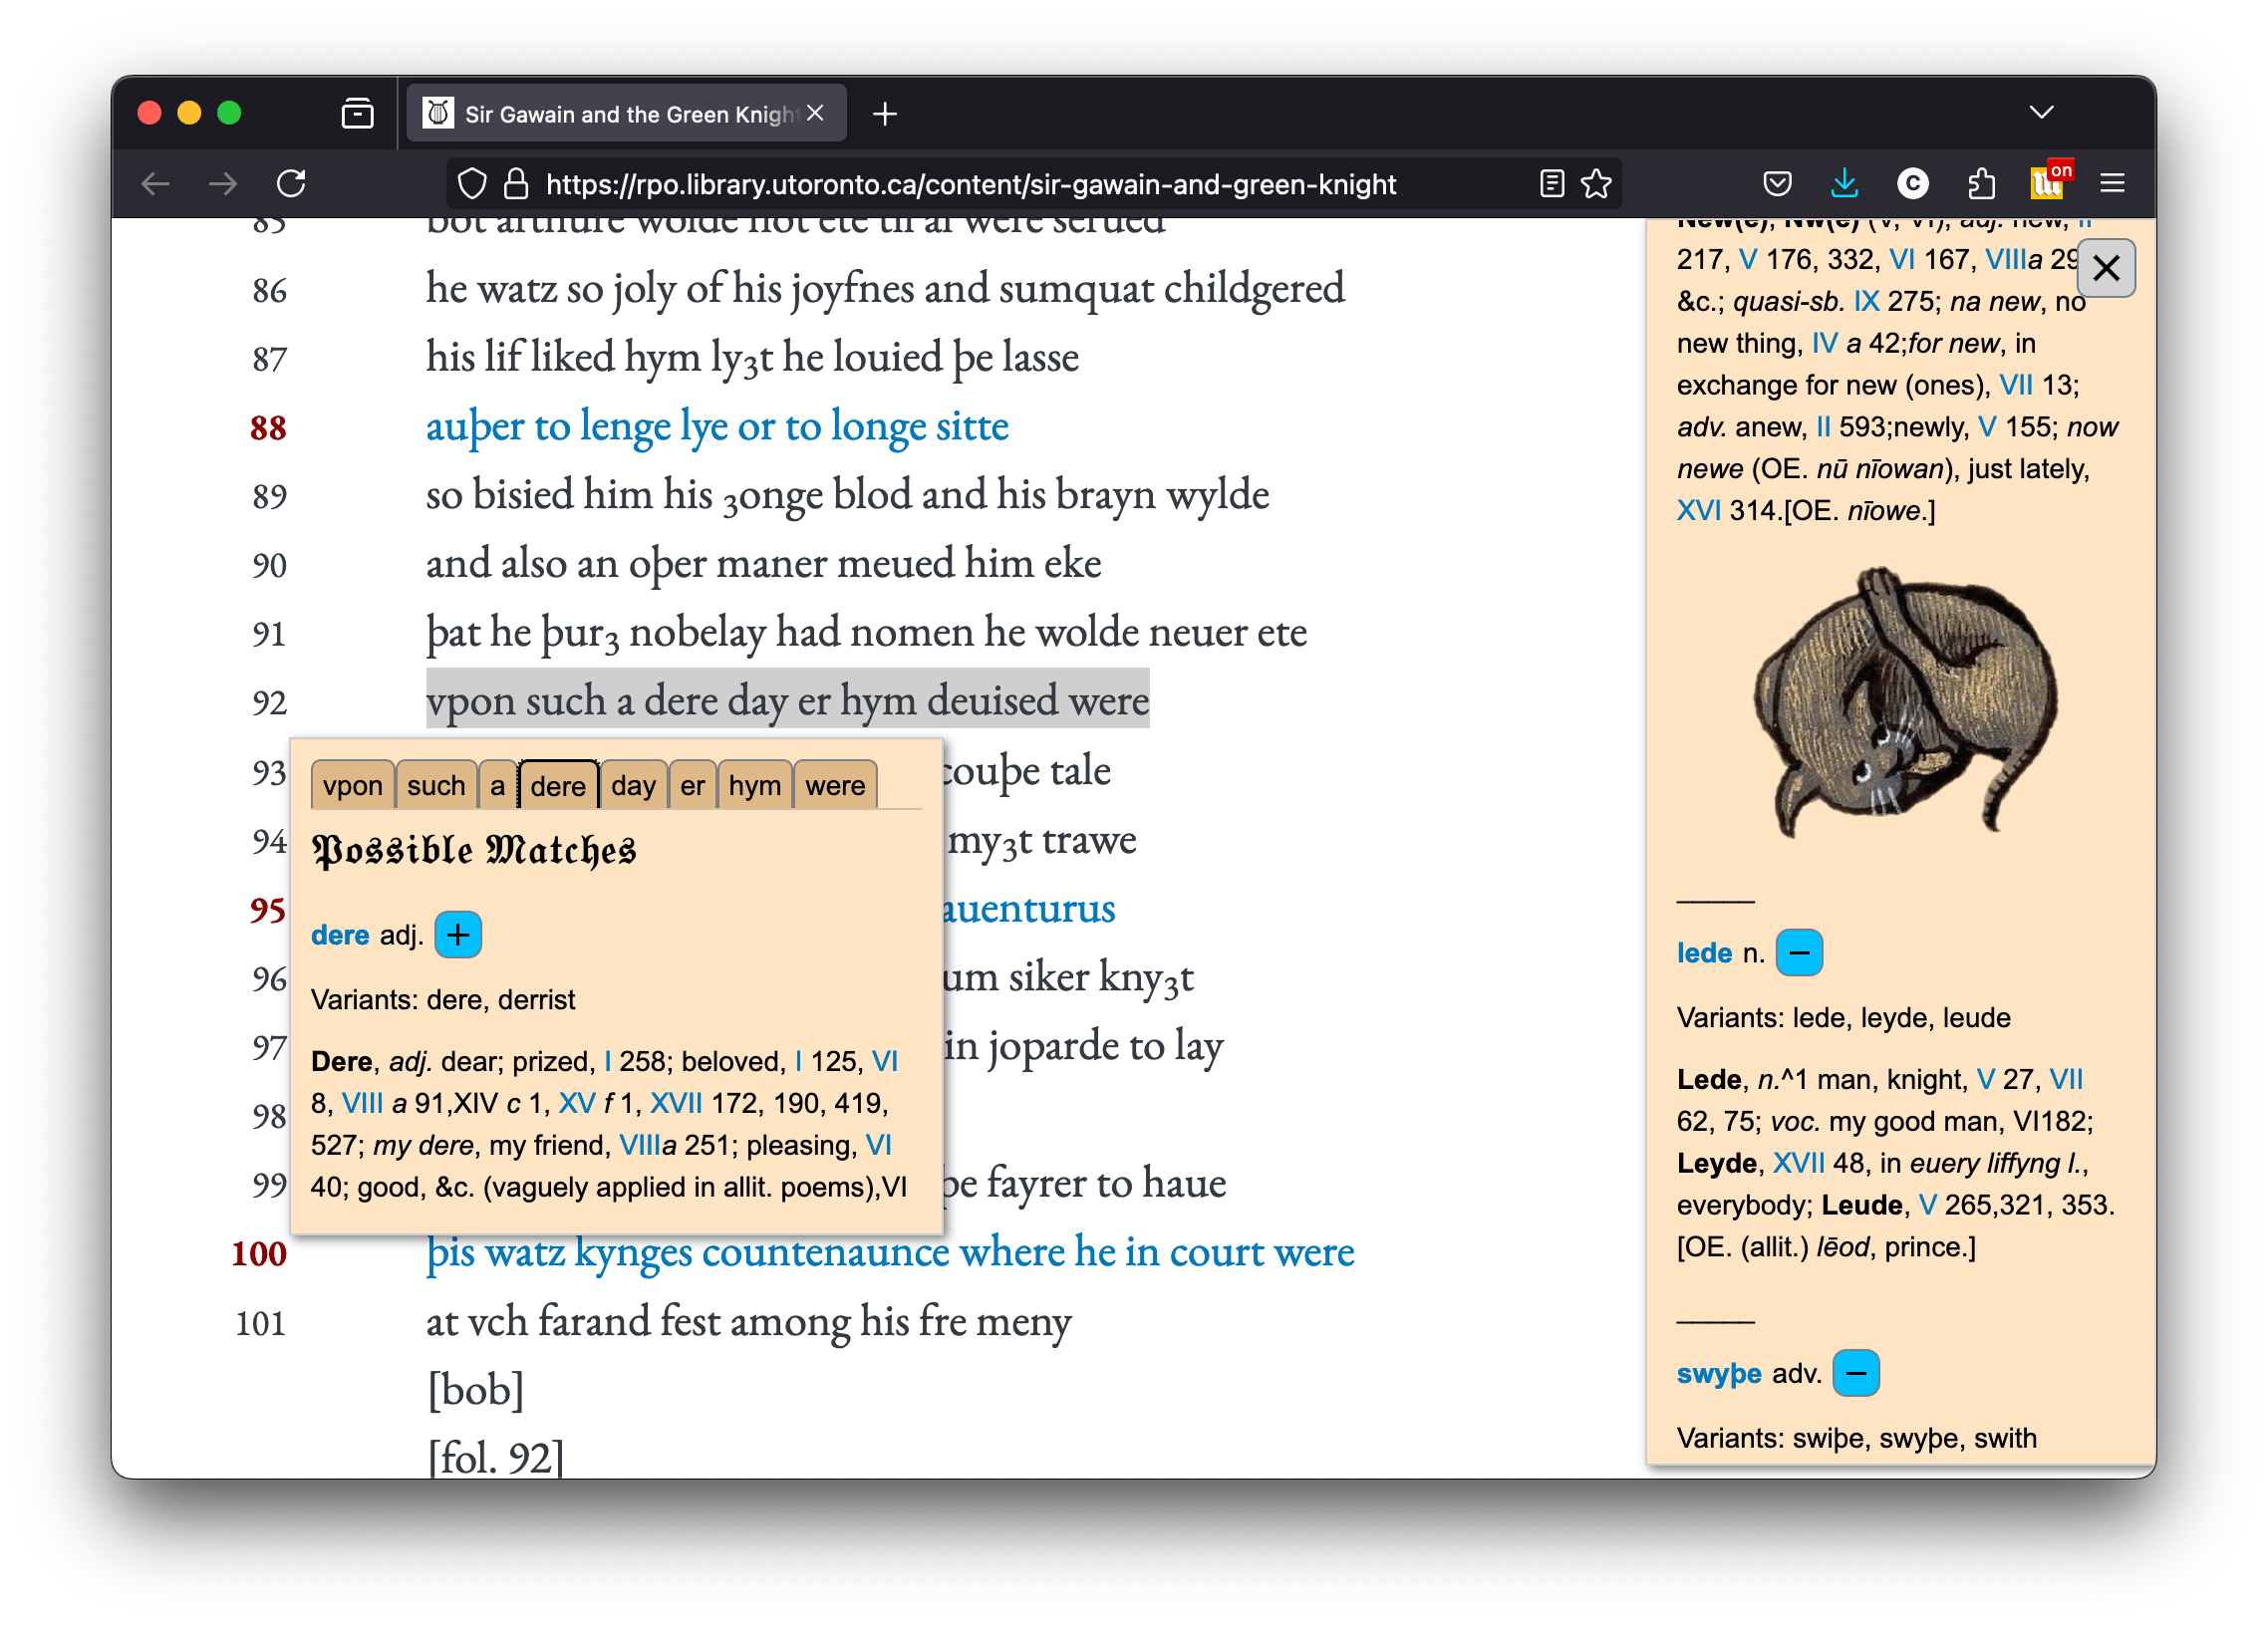 Sir Gawain and the Green Knigh
https://rpo.library.utoronto.ca/content/sir-gawain-and-green-knight
on
85 bot arthure wolde not ete til al were serued
86 he watz so joly of his joyfnes and sumquat childgered
87 his lif liked hym lyȝt he louied þe lasse
88 auþer to lenge lye or to longe sitte
89 so bisied him his ȝonge blod and his brayn wylde
90 and also an oþer maner meued him eke
91 þat he þurȝ nobelay had nomen he wolde neuer ete
92 vpon such a dere day er hym deuised were
93 couþe tale
94 myȝt trawe
95 auenturus
96 um siker knyȝt
97 in joparde to lay
98
99 þe fayrer to haue
100 þis watz kynges countenaunce where he in court were
101 at vch farand fest among his fre meny
[bob]
[fol. 92]
vpon such a dere day er hym were
Possible Matches
dere adj. +
Variants: dere, derrist
Dere, adj. dear; prized, I 258; beloved, I 125, VI
8, VIII a 91,XIV c 1, XV f 1, XVII 172, 190, 419,
527; my dere, my friend, VIIIa 251; pleasing, VI
40; good, &c. (vaguely applied in allit. poems),VI
New(e), Nw(e) (V, VI), adj. new, II
217, V 176, 332, VI 167, VIIIa 29
&c.; quasi-sb. IX 275; na new, no
new thing, IV a 42;for new, in
exchange for new (ones), VII 13;
adv. anew, II 593;newly, V 155; now
newe (OE. nū nīowan), just lately,
XVI 314.[OE. nīowe.]
lede n. −
Variants: lede, leyde, leude
Lede, n.^1 man, knight, V 27, VII
62, 75; voc. my good man, VI182;
Leyde, XVII 48, in euery liffyng l.,
everybody; Leude, V 265,321, 353.
[OE. (allit.) lēod, prince.]
swyþe adv. −
Variants: swiþe, swyþe, swith